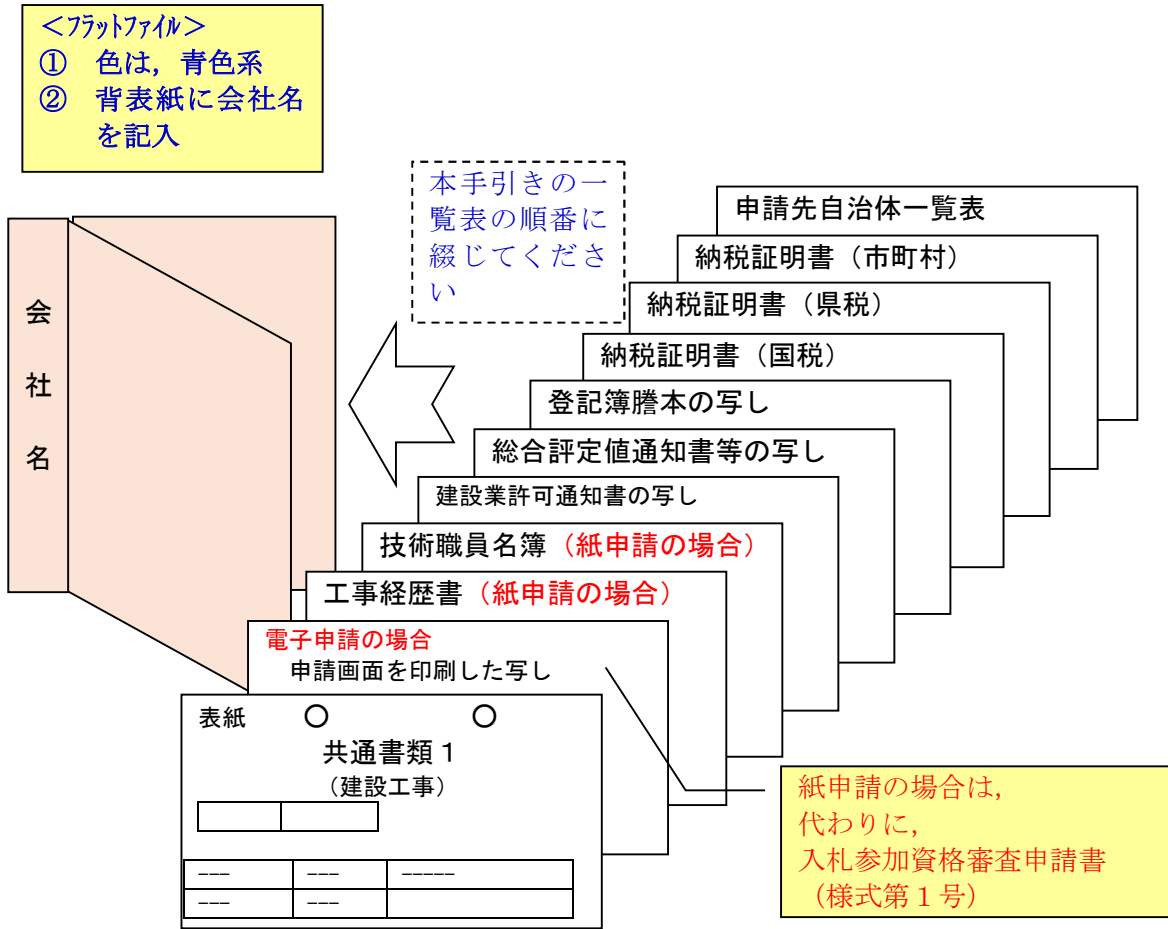 ＜ﾌﾗｯﾄﾌｧｲﾙ＞
①　色は，青色系
②　背表紙に会社名
を記入
本手引きの一
覧表の順番に
綴じてくださ
い
会
社
名
申請先自治体一覧表
納税証明書（市町村）
納税証明書（県税）
納税証明書（国税）
登記簿謄本の写し
総合評定値通知書等の写し
建設業許可通知書の写し
技術職員名簿（紙申請の場合）
工事経歴書（紙申請の場合）
電子申請の場合
申請画面を印刷した写し
表紙　○　○
共通書類１
（建設工事）
---　---　-----
---　---
紙申請の場合は，
代わりに，
入札参加資格審査申請書
（様式第１号）